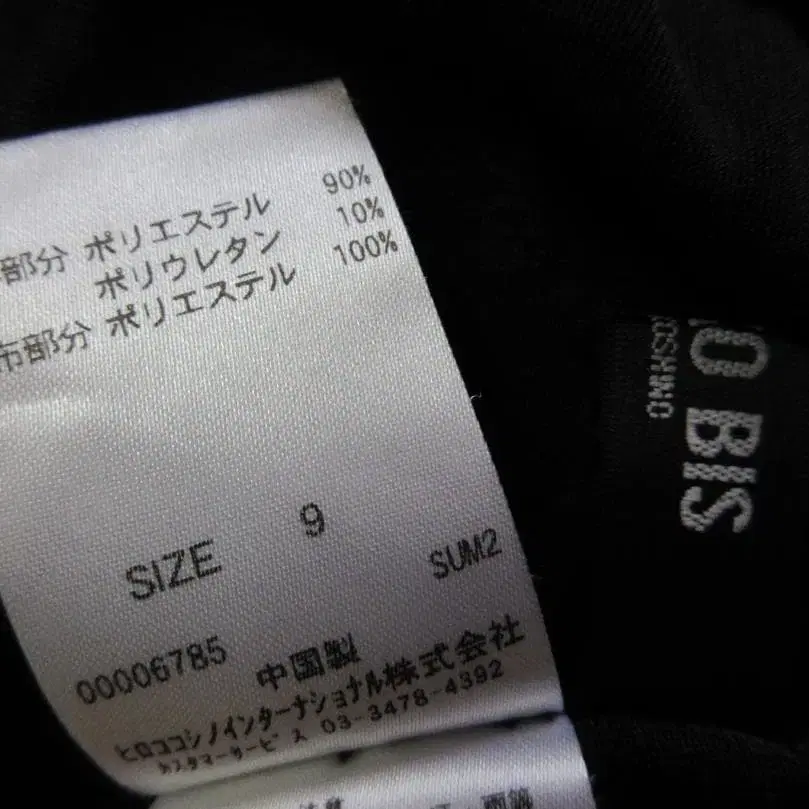 部分 ポリエステル 90%
ポリウレタン 10%
布部分 ポリエステル 100%
SIZE 9
SUM2
00006785 中国製
ヒロココシノインターナショナル株式会社
カスタマーサービス 03-3478-4392
O BIS
OSHINO